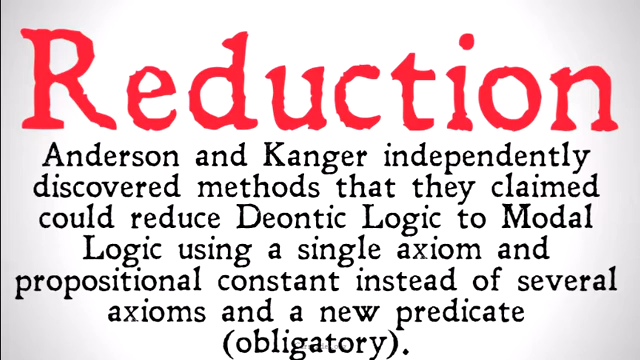 Reduction
Anderson and Kanger independently
discovered methods that they claimed
could reduce Deontic Logic to Modal
Logic using a single axiom and
propositional constant instead of several
axioms and a new predicate
(obligatory).